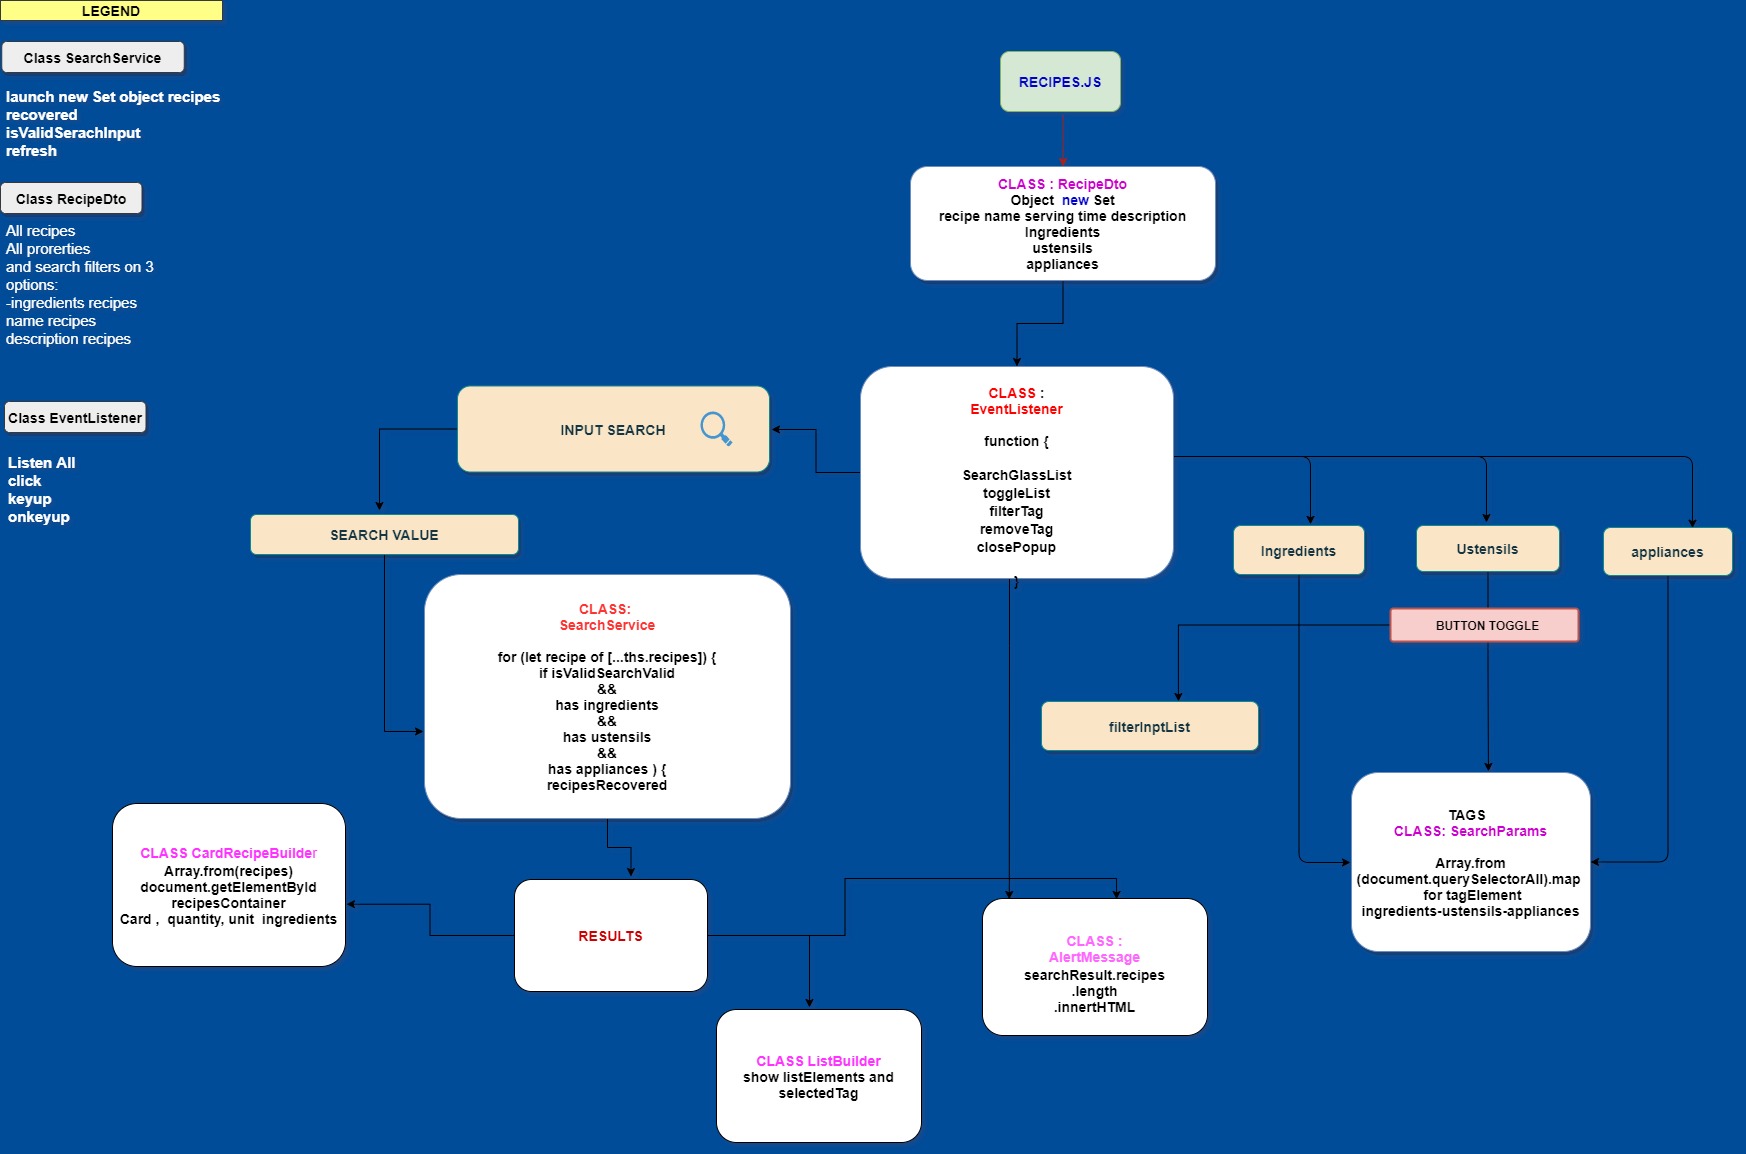 LEGEND
Class SearchService
launch new Set object recipes
recovered
isValidSerachInput
refresh
Class RecipeDto
All recipes
All prorerties
and search filters on 3
options:
-ingredients recipes
name recipes
description recipes
Class EventListener
Listen All
click
keyup
onkeyup
RECIPES.JS
CLASS : RecipeDto
Object new Set
recipe name serving time description
Ingredients
ustensils
appliances
CLASS :
EventListener
function {
SearchGlassList
toggleList
filterTag
removeTag
closePopup
}
INPUT SEARCH
SEARCH VALUE
CLASS:
SearchService
for (let recipe of [...ths.recipes]) {
if isValidSearchValid
&&
has ingredients
&&
has ustensils
&&
has appliances ) {
recipesRecovered
Ingredients
Ustensils
appliances
BUTTON TOGGLE
filterInptList
TAGS
CLASS: SearchParams
Array.from
(document.querySelectorAll).map
for tagElement
ingredients-ustensils-appliances
CLASS CardRecipeBuilder
Array.from(recipes)
document.getElementById
recipesContainer
Card , quantity, unit ingredients
RESULTS
CLASS :
AlertMessage
searchResult.recipes
.length
.innertHTML
CLASS ListBuilder
show listElements and
selectedTag